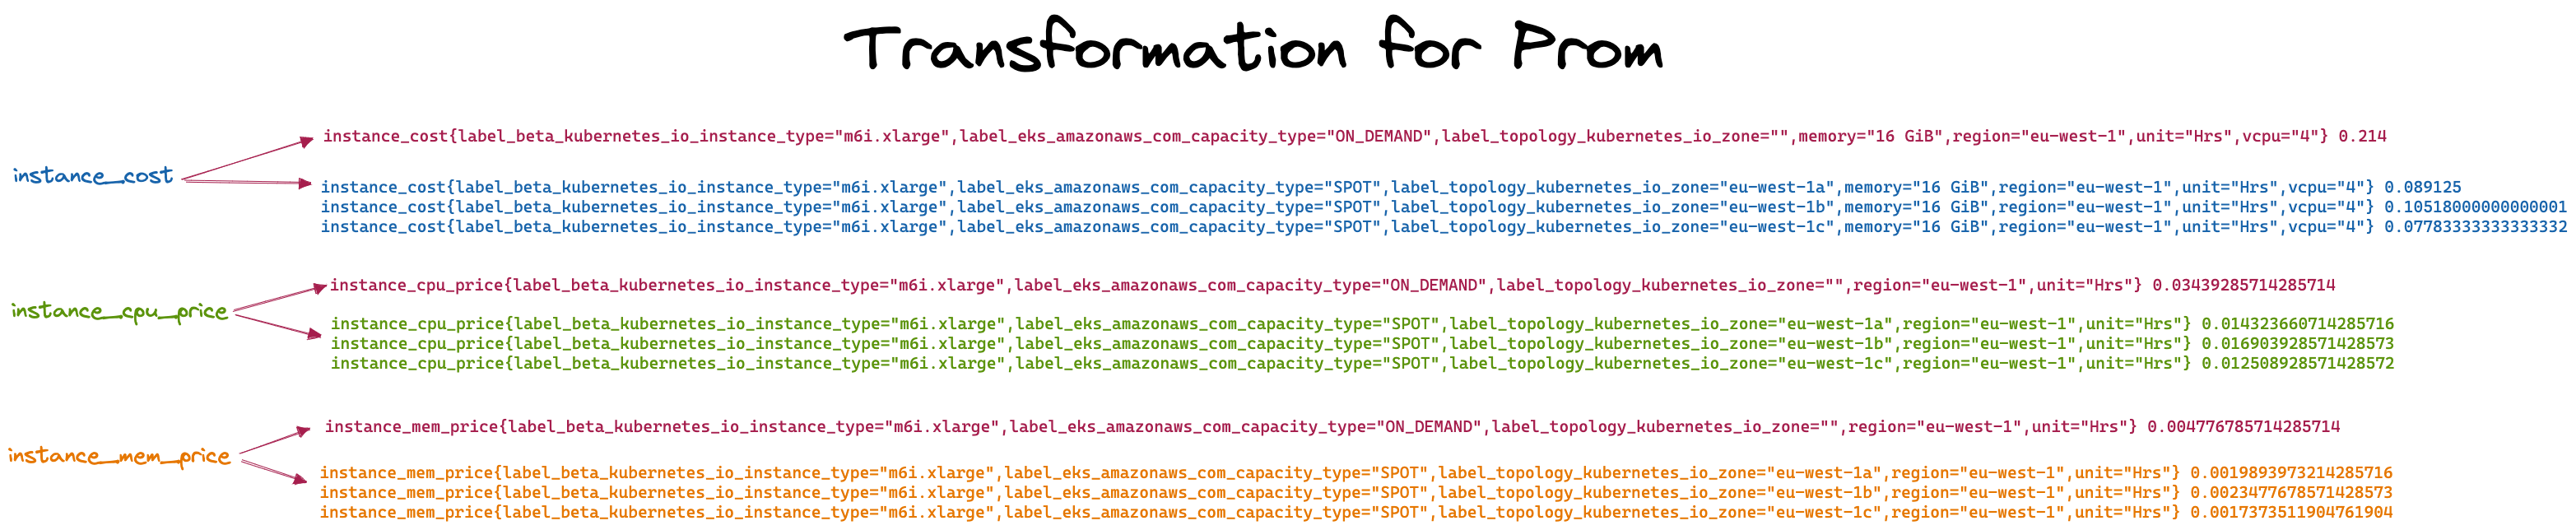 Transformation for Prom
instance_cost{label_beta_kubernetes_io_instance_type="m6i.xlarge",label_eks_amazonaws_com_capacity_type="ON_DEMAND",label_topology_kubernetes_io_zone="",memory="16 GiB",region="eu-west-1",unit="Hrs",vcpu="4"} 0.214
instance_cost
instance_cost{label_beta_kubernetes_io_instance_type="m6i.xlarge",label_eks_amazonaws_com_capacity_type="SPOT",label_topology_kubernetes_io_zone="eu-west-1a",memory="16 GiB",region="eu-west-1",unit="Hrs",vcpu="4"} 0.089125
instance_cost{label_beta_kubernetes_io_instance_type="m6i.xlarge",label_eks_amazonaws_com_capacity_type="SPOT",label_topology_kubernetes_io_zone="eu-west-1b",memory="16 GiB",region="eu-west-1",unit="Hrs",vcpu="4"} 0.10518000000000001
instance_cost{label_beta_kubernetes_io_instance_type="m6i.xlarge",label_eks_amazonaws_com_capacity_type="SPOT",label_topology_kubernetes_io_zone="eu-west-1c",memory="16 GiB",region="eu-west-1",unit="Hrs",vcpu="4"} 0.07783333333333332
instance_cpu_price{label_beta_kubernetes_io_instance_type="m6i.xlarge",label_eks_amazonaws_com_capacity_type="ON_DEMAND",label_topology_kubernetes_io_zone="",region="eu-west-1",unit="Hrs"} 0.03439285714285714
instance_cpu_price
instance_cpu_price{label_beta_kubernetes_io_instance_type="m6i.xlarge",label_eks_amazonaws_com_capacity_type="SPOT",label_topology_kubernetes_io_zone="eu-west-1a",region="eu-west-1",unit="Hrs"} 0.014323660714285716
instance_cpu_price{label_beta_kubernetes_io_instance_type="m6i.xlarge",label_eks_amazonaws_com_capacity_type="SPOT",label_topology_kubernetes_io_zone="eu-west-1b",region="eu-west-1",unit="Hrs"} 0.016903928571428573
instance_cpu_price{label_beta_kubernetes_io_instance_type="m6i.xlarge",label_eks_amazonaws_com_capacity_type="SPOT",label_topology_kubernetes_io_zone="eu-west-1c",region="eu-west-1",unit="Hrs"} 0.012508928571428572
instance_mem_price{label_beta_kubernetes_io_instance_type="m6i.xlarge",label_eks_amazonaws_com_capacity_type="ON_DEMAND",label_topology_kubernetes_io_zone="",region="eu-west-1",unit="Hrs"} 0.004776785714285714
instance_mem_price
instance_mem_price{label_beta_kubernetes_io_instance_type="m6i.xlarge",label_eks_amazonaws_com_capacity_type="SPOT",label_topology_kubernetes_io_zone="eu-west-1a",region="eu-west-1",unit="Hrs"} 0.0019893973214285716
instance_mem_price{label_beta_kubernetes_io_instance_type="m6i.xlarge",label_eks_amazonaws_com_capacity_type="SPOT",label_topology_kubernetes_io_zone="eu-west-1b",region="eu-west-1",unit="Hrs"} 0.0023477678571428573
instance_mem_price{label_beta_kubernetes_io_instance_type="m6i.xlarge",label_eks_amazonaws_com_capacity_type="SPOT",label_topology_kubernetes_io_zone="eu-west-1c",region="eu-west-1",unit="Hrs"} 0.0017373511904761904